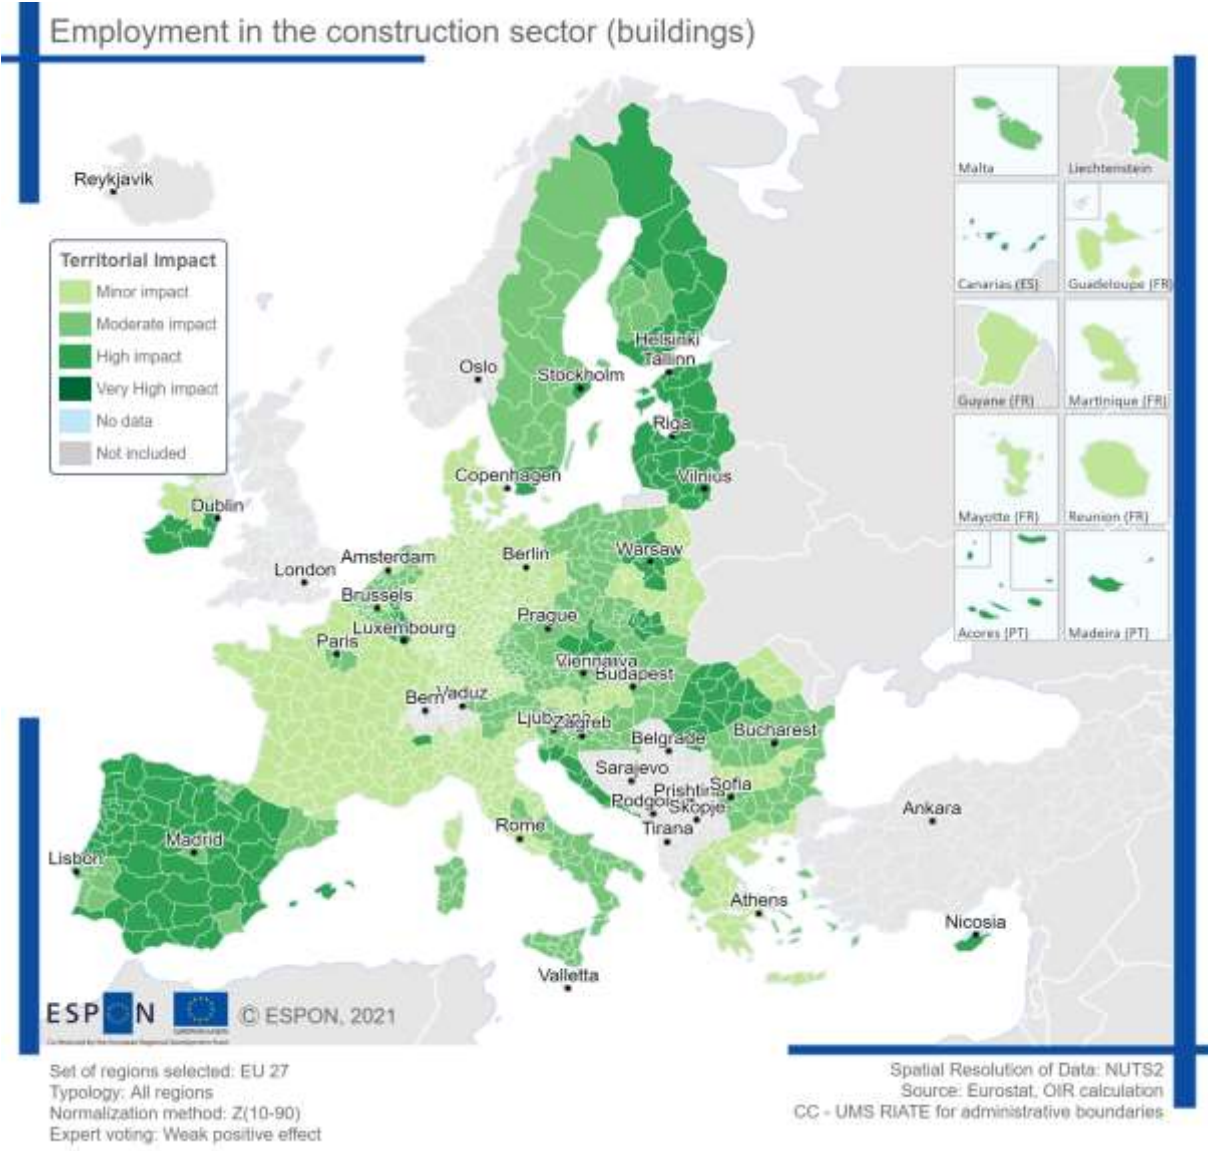 Employment in the construction sector (buildings)
Reykjavik
Territorial Impact
Minor impact
Moderate impact
High impact
Very High impact
No data
Not included
Malta
Liechtenstein
Canarias (ES)
Guadeloupe (FR)
Guyane (FR)
Martinique (FR)
Mayotte (FR)
Reunion (FR)
Acores (PT)
Madeira (PT)
Oslo
Stockholm
Helsinki
Tallinn
Riga
Vilnius
Copenhagen
Dublin
London
Amsterdam
Berlin
Warsaw
Brussels
Luxembourg
Prague
Paris
Vienna
Budapest
Bern
Vaduz
Zagreb
Belgrade
Bucharest
Sarajevo
Sofia
Skopje
Tirana
Rome
Madrid
Lisbon
Athens
Ankara
Nicosia
Valletta
ESPON
© ESPON, 2021
Set of regions selected: EU 27
Typology: All regions
Normalization method: Z(10-90)
Expert voting: Weak positive effect
Spatial Resolution of Data: NUTS2
Source: Eurostat, OIR calculation
CC - UMS RIATE for administrative boundaries